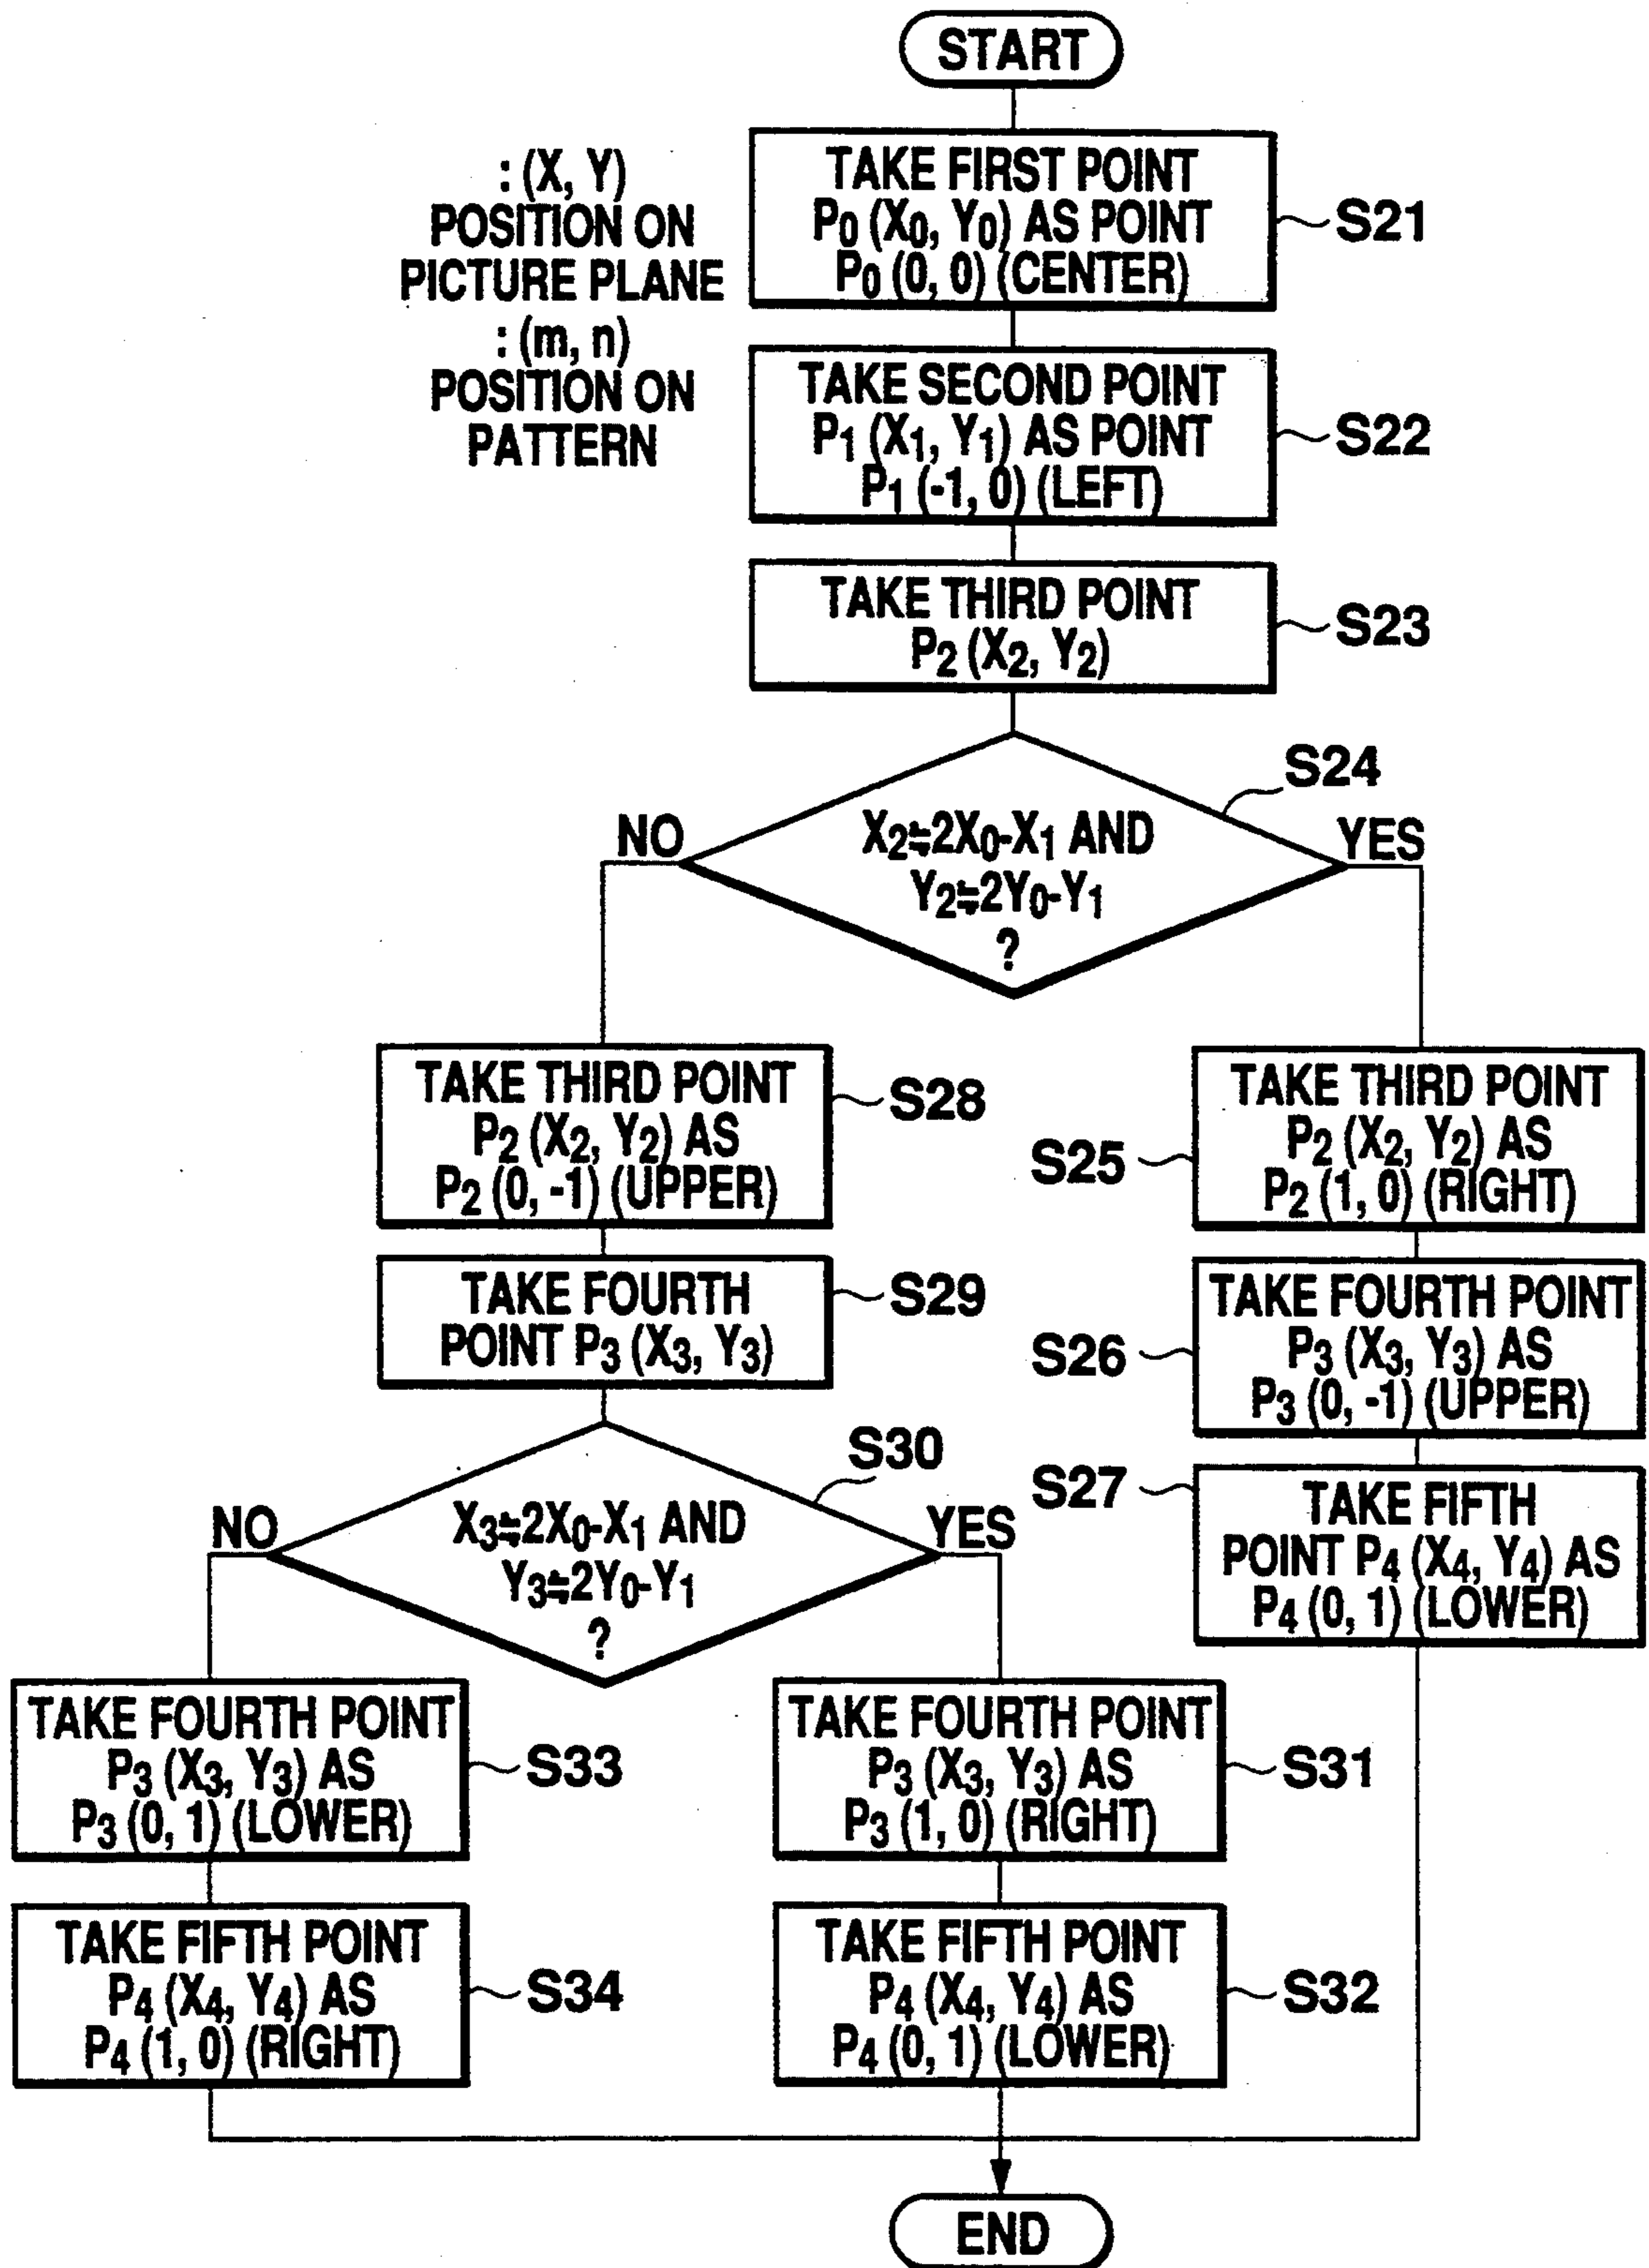 START
: (X, Y)
POSITION ON
PICTURE PLANE
: (m, n)
POSITION ON
PATTERN
TAKE FIRST POINT
P0 (X0, Y0) AS POINT
P0 (0, 0) (CENTER)
S21
TAKE SECOND POINT
P1 (X1, Y1) AS POINT
P1 (-1, 0) (LEFT)
S22
TAKE THIRD POINT
P2 (X2, Y2)
S23
S24
NO
X2≒2X0-X1 AND
Y2≒2Y0-Y1
?
YES
TAKE THIRD POINT
P2 (X2, Y2) AS
P2 (0, -1) (UPPER)
S28
S25
TAKE THIRD POINT
P2 (X2, Y2) AS
P2 (1, 0) (RIGHT)
TAKE FOURTH
POINT P3 (X3, Y3)
S29
S26
TAKE FOURTH POINT
P3 (X3, Y3) AS
P3 (0, -1) (UPPER)
S30
NO
X3≒2X0-X1 AND
Y3≒2Y0-Y1
?
YES
S27
TAKE FIFTH
POINT P4 (X4, Y4) AS
P4 (0, 1) (LOWER)
TAKE FOURTH POINT
P3 (X3, Y3) AS
P3 (0, 1) (LOWER)
S33
TAKE FOURTH POINT
P3 (X3, Y3) AS
P3 (1, 0) (RIGHT)
S31
TAKE FIFTH POINT
P4 (X4, Y4) AS
P4 (1, 0) (RIGHT)
S34
TAKE FIFTH POINT
P4 (X4, Y4) AS
P4 (0, 1) (LOWER)
S32
END